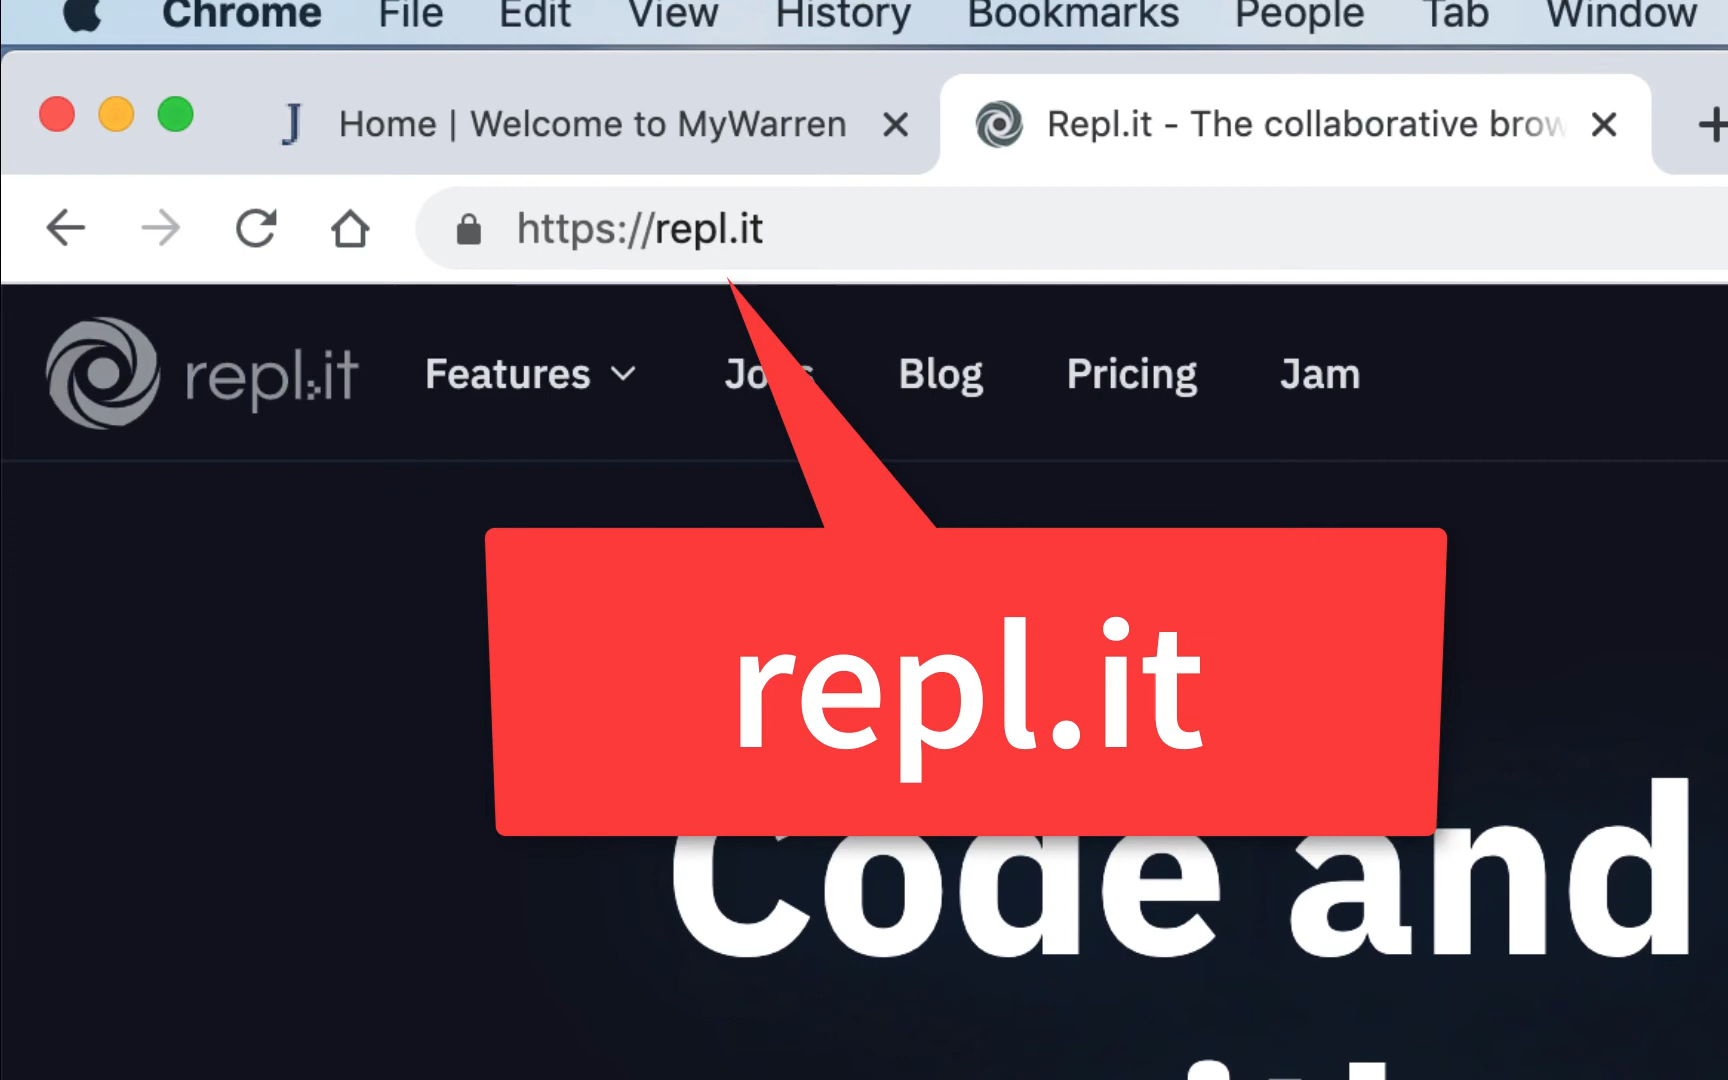 Chrome File Edit View History Bookmarks People Tab Window
Home | Welcome to MyWarren
Repl.it - The collaborative brow
https://repl.it
repl.it Features Blog Pricing Jam
repl.it
Code and